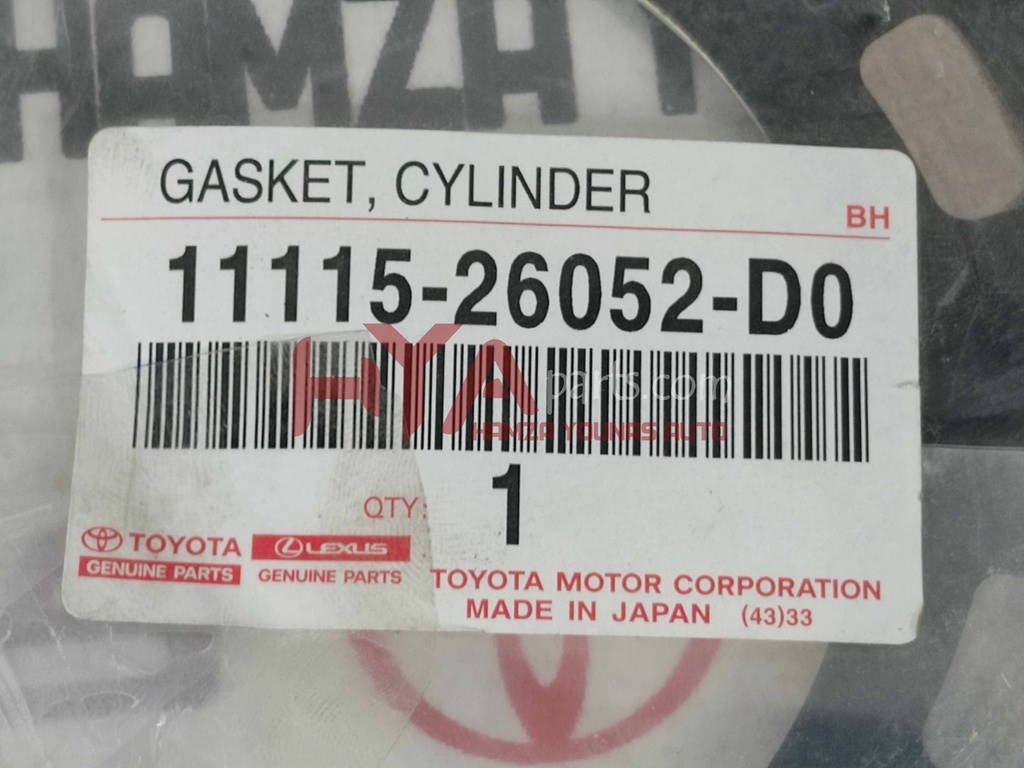 HAMZA Y
GASKET, CYLINDER
BH
11115-26052-D0
HYA parts.com
HAMZA YOUNAS AUTO
QTY: 1
TOYOTA LEXUS
GENUINE PARTS GENUINE PARTS
TOYOTA MOTOR CORPORATION
MADE IN JAPAN (43)33